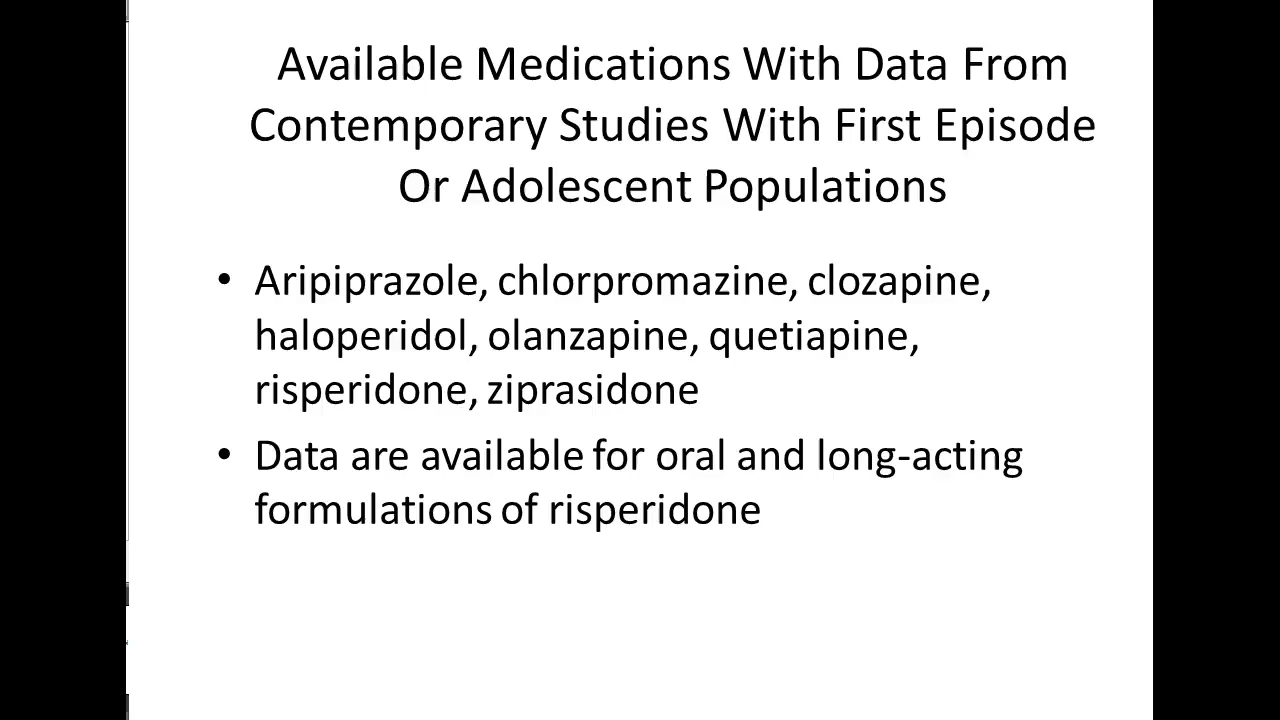 Available Medications With Data From
Contemporary Studies With First Episode
Or Adolescent Populations
• Aripiprazole, chlorpromazine, clozapine,
haloperidol, olanzapine, quetiapine,
risperidone, ziprasidone
• Data are available for oral and long-acting
formulations of risperidone